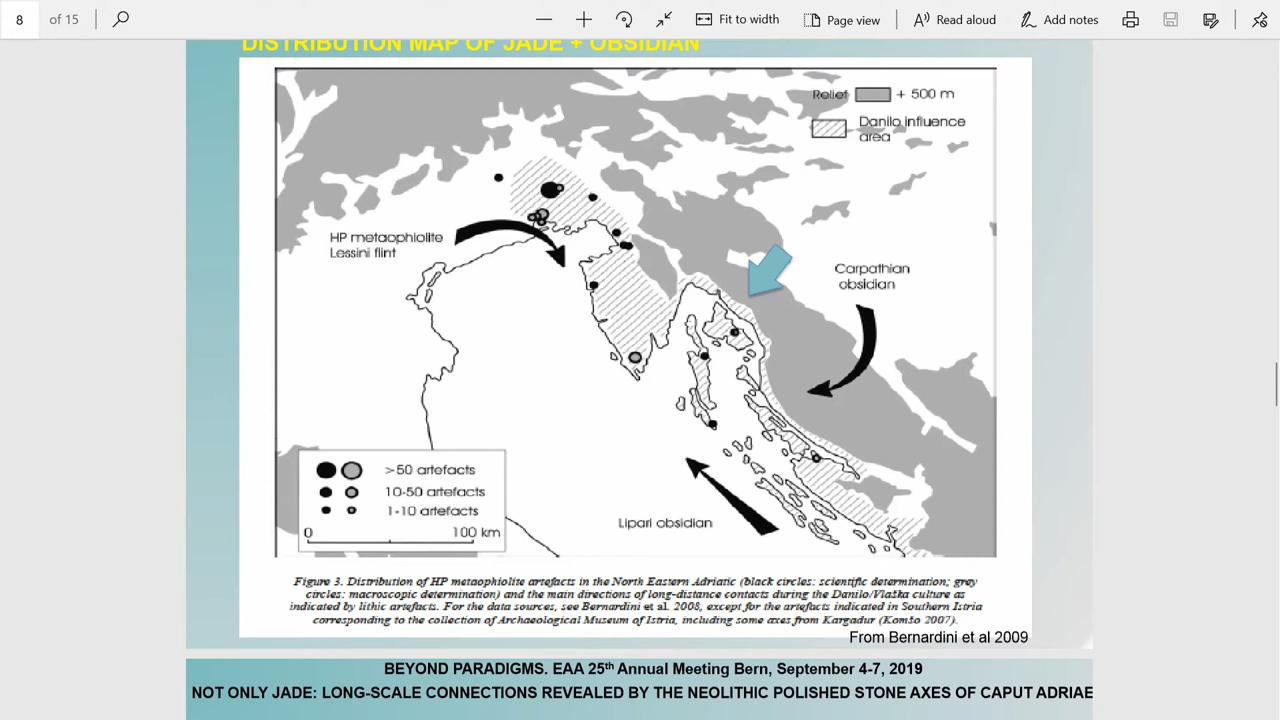 8 of 15 Fit to width Page view Read aloud Add notes
DISTRIBUTION MAP OF JADE + OBSIDIAN
Relief + 500 m
Danilo influence
area
HP metaophiolite
Lessini flint
Carpathian
obsidian
>50 artefacts
10-50 artefacts
1-10 artefacts
0 100 km
Lipari obsidian
Figure 3. Distribution of HP metaophiolite artefacts in the North Eastern Adriatic (black circles: scientific determination; grey
circles: macroscopic determination) and the main directions of long-distance contacts during the Danilo/Vlaška culture as
indicated by lithic artefacts. For the data sources, see Bernardini et al. 2008, except for the artefacts indicated in Southern Istria
corresponding to the collection of Archaeological Museum of Istria, including some axes from Kargadur (Komšo 2007).
From Bernardini et al 2009
BEYOND PARADIGMS. EAA 25th Annual Meeting Bern, September 4-7, 2019
NOT ONLY JADE: LONG-SCALE CONNECTIONS REVEALED BY THE NEOLITHIC POLISHED STONE AXES OF CAPUT ADRIAE